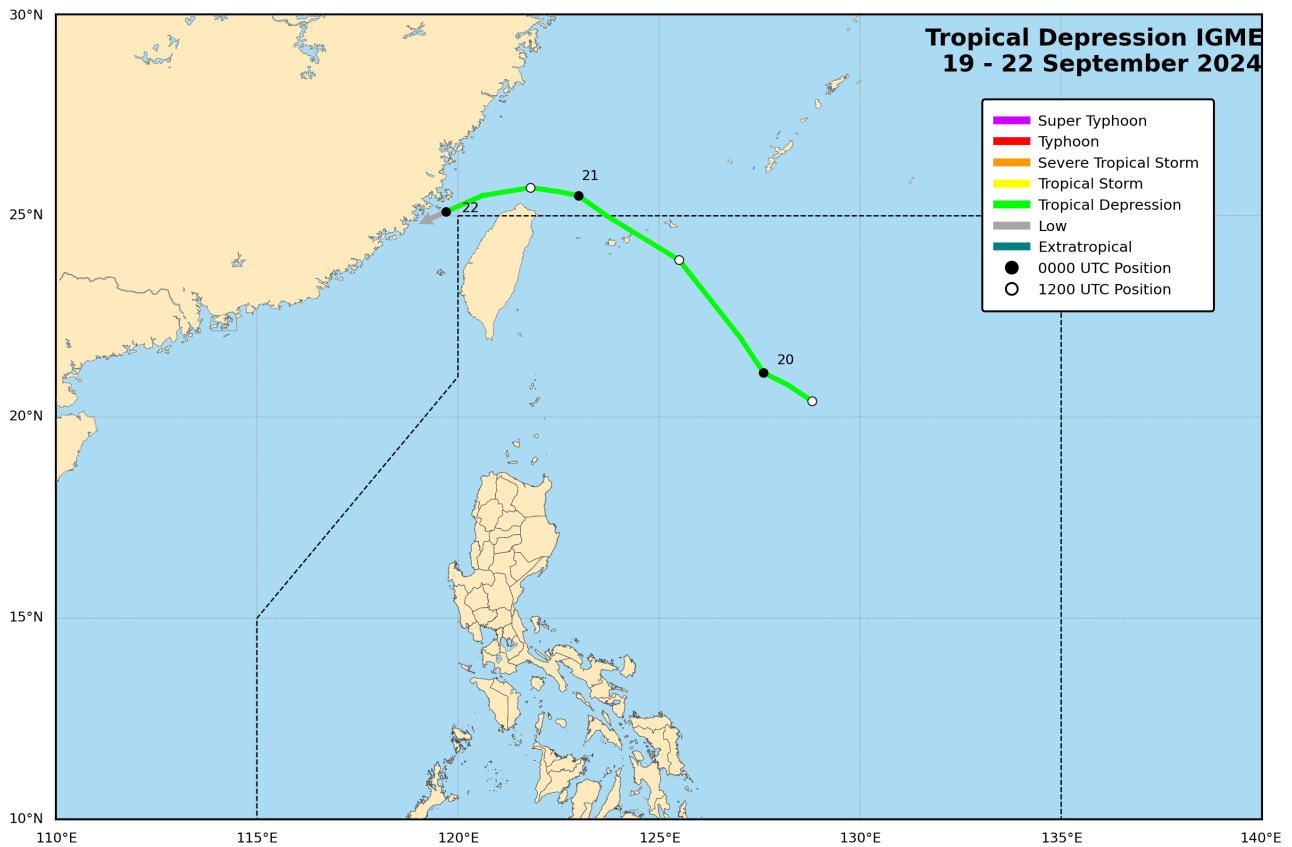 30°N
Tropical Depression IGME
19 - 22 September 2024
Super Typhoon
Typhoon
Severe Tropical Storm
Tropical Storm
Tropical Depression
Low
Extratropical
0000 UTC Position
1200 UTC Position
21
22
25°N
20
20°N
15°N
10°N
110°E 115°E 120°E 125°E 130°E 135°E 140°E